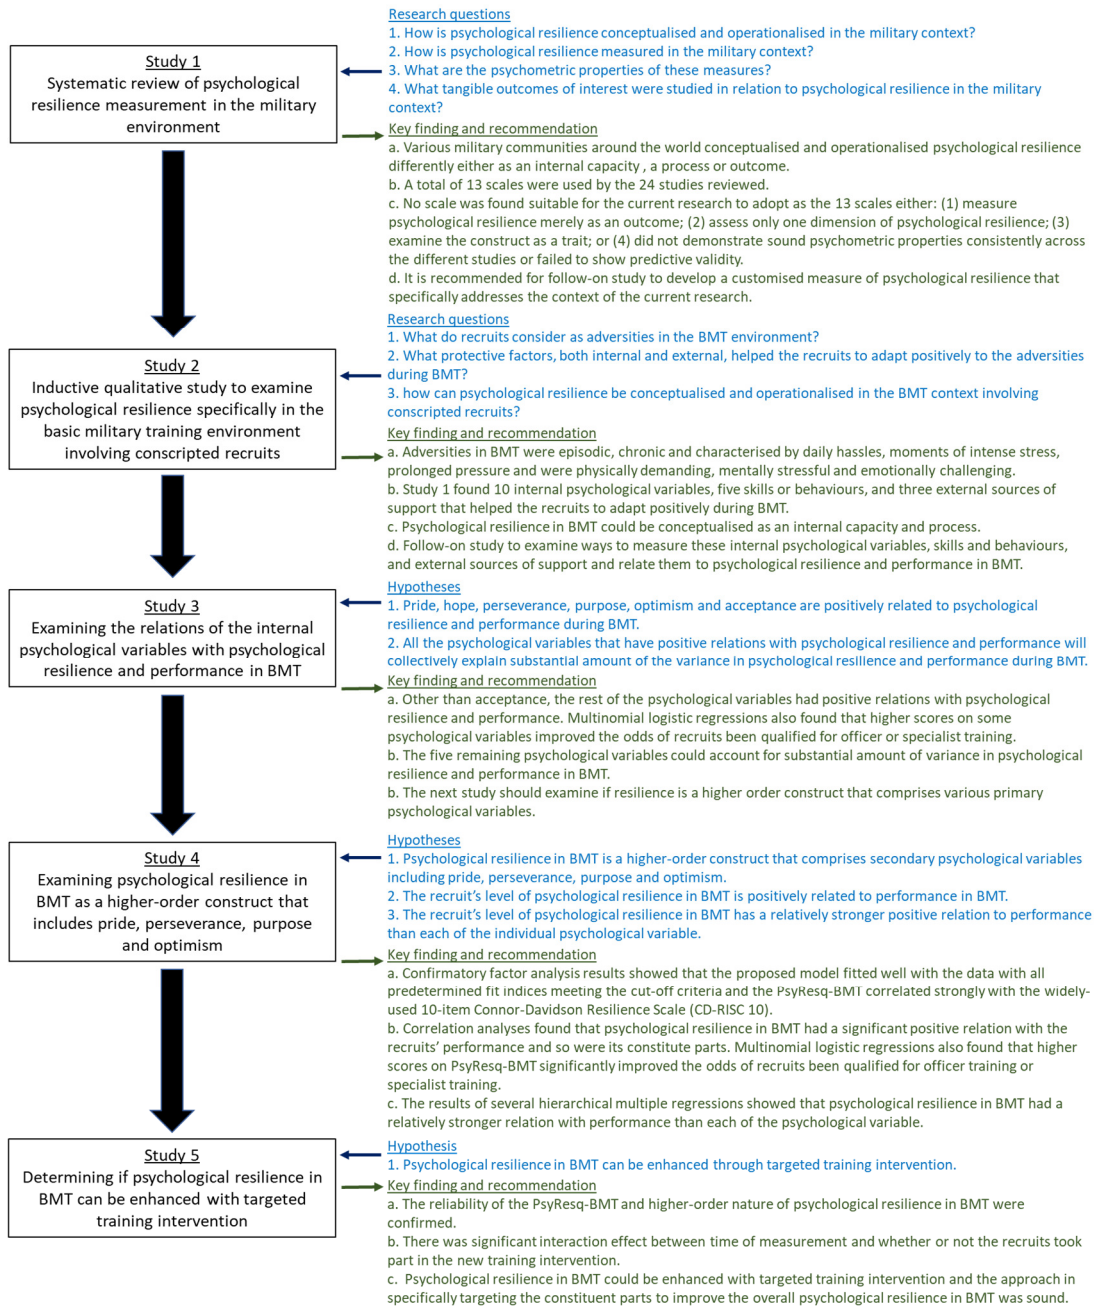 Study 1
Systematic review of psychological
resilience measurement in the military
environment
Research questions
1. How is psychological resilience conceptualised and operationalised in the military context?
2. How is psychological resilience measured in the military context?
3. What are the psychometric properties of these measures?
4. What tangible outcomes of interest were studied in relation to psychological resilience in the military
context?
Key finding and recommendation
a. Various military communities around the world conceptualised and operationalised psychological resilience
differently either as an internal capacity , a process or outcome.
b. A total of 13 scales were used by the 24 studies reviewed.
c. No scale was found suitable for the current research to adopt as the 13 scales either: (1) measure
psychological resilience merely as an outcome; (2) assess only one dimension of psychological resilience; (3)
examine the construct as a trait; or (4) did not demonstrate sound psychometric properties consistently across
the different studies or failed to show predictive validity.
d. It is recommended for follow-on study to develop a customised measure of psychological resilience that
specifically addresses the context of the current research.
Study 2
Inductive qualitative study to examine
psychological resilience specifically in the
basic military training environment
involving conscripted recruits
Research questions
1. What do recruits consider as adversities in the BMT environment?
2. What protective factors, both internal and external, helped the recruits to adapt positively to the adversities
during BMT?
3. how can psychological resilience be conceptualised and operationalised in the BMT context involving
conscripted recruits?
Key finding and recommendation
a. Adversities in BMT were episodic, chronic and characterised by daily hassles, moments of intense stress,
prolonged pressure and were physically demanding, mentally stressful and emotionally challenging.
b. Study 1 found 10 internal psychological variables, five skills or behaviours, and three external sources of
support that helped the recruits to adapt positively during BMT.
c. Psychological resilience in BMT could be conceptualised as an internal capacity and process.
d. Follow-on study to examine ways to measure these internal psychological variables, skills and behaviours,
and external sources of support and relate them to psychological resilience and performance in BMT.
Study 3
Examining the relations of the internal
psychological variables with psychological
resilience and performance in BMT
Hypotheses
1. Pride, hope, perseverance, purpose, optimism and acceptance are positively related to psychological
resilience and performance during BMT.
2. All the psychological variables that have positive relations with psychological resilience and performance will
collectively explain substantial amount of the variance in psychological resilience and performance during BMT.
Key finding and recommendation
a. Other than acceptance, the rest of the psychological variables had positive relations with psychological
resilience and performance. Multinomial logistic regressions also found that higher scores on some
psychological variables improved the odds of recruits been qualified for officer or specialist training.
b. The five remaining psychological variables could account for substantial amount of variance in psychological
resilience and performance in BMT.
b. The next study should examine if resilience is a higher order construct that comprises various primary
psychological variables.
Study 4
Examining psychological resilience in
BMT as a higher-order construct that
includes pride, perseverance, purpose
and optimism
Hypotheses
1. Psychological resilience in BMT is a higher-order construct that comprises secondary psychological variables
including pride, perseverance, purpose and optimism.
2. The recruit's level of psychological resilience in BMT is positively related to performance in BMT.
3. The recruit's level of psychological resilience in BMT has a relatively stronger positive relation to performance
than each of the individual psychological variable.
Key finding and recommendation
a. Confirmatory factor analysis results showed that the proposed model fitted well with the data with all
predetermined fit indices meeting the cut-off criteria and the PsyResq-BMT correlated strongly with the widely-
used 10-item Connor-Davidson Resilience Scale (CD-RISC 10).
b. Correlation analyses found that psychological resilience in BMT had a significant positive relation with the
recruits' performance and so were its constitute parts. Multinomial logistic regressions also found that higher
scores on PsyResq-BMT significantly improved the odds of recruits been qualified for officer training or
specialist training.
c. The results of several hierarchical multiple regressions showed that psychological resilience in BMT had a
relatively stronger relation with performance than each of the psychological variable.
Study 5
Determining if psychological resilience in
BMT can be enhanced with targeted
training intervention
Hypothesis
1. Psychological resilience in BMT can be enhanced through targeted training intervention.
Key finding and recommendation
a. The reliability of the PsyResq-BMT and higher-order nature of psychological resilience in BMT were
confirmed.
b. There was significant interaction effect between time of measurement and whether or not the recruits took
part in the new training intervention.
c. Psychological resilience in BMT could be enhanced with targeted training intervention and the approach in
specifically targeting the constituent parts to improve the overall psychological resilience in BMT was sound.